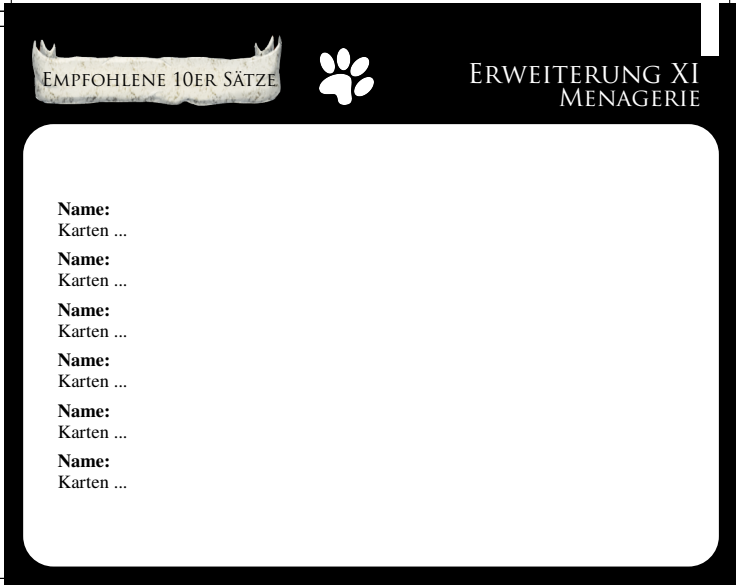 EMPFOHLENE 10ER SÄTZE
ERWEITERUNG XI
MENAGERIE
Name:
Karten ...
Name:
Karten ...
Name:
Karten ...
Name:
Karten ...
Name:
Karten ...
Name:
Karten ...